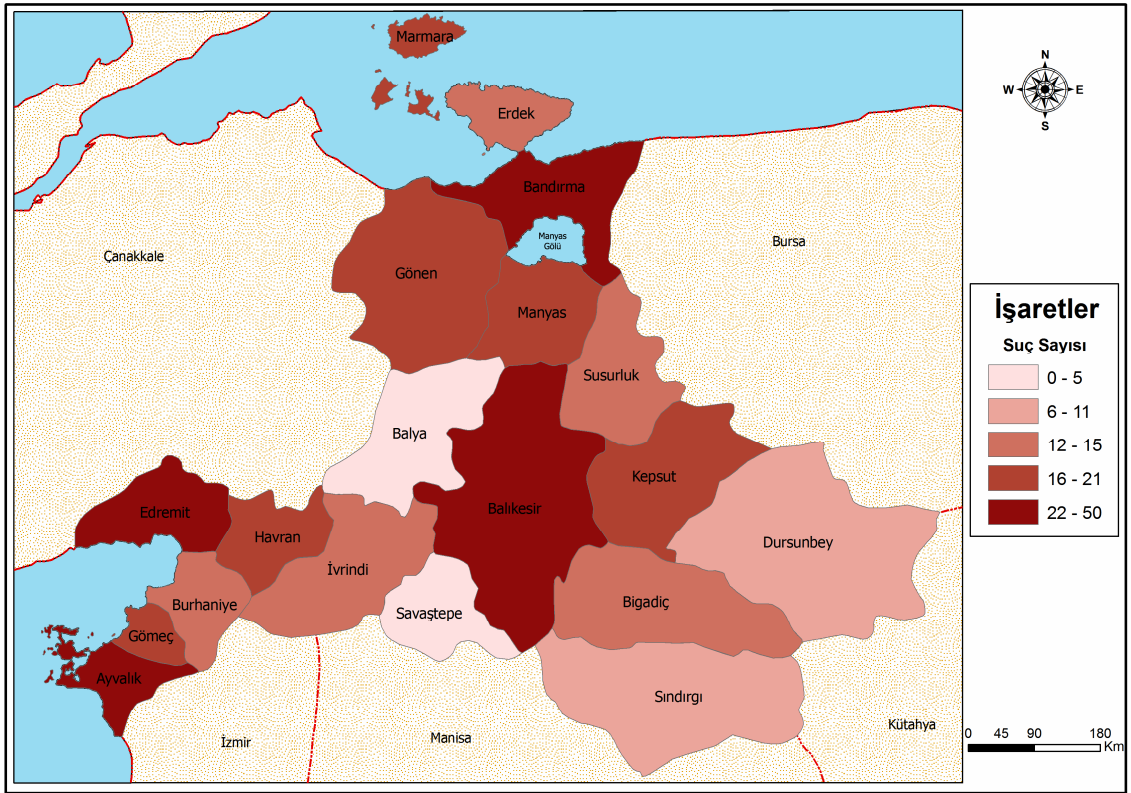 Marmara
Erdek
Bandırma
Manyas
Gölü
Çanakkale
Bursa
Gönen
Manyas
Susurluk
Balya
Kepsut
Edremit
Balıkesir
Havran
Dursunbey
İvrindi
Burhaniye
Savaştepe
Bigadiç
Gömeç
Ayvalık
Sındırgı
İzmir
Manisa
Kütahya
N
W
E
S
İşaretler
Suç Sayısı
0 - 5
6 - 11
12 - 15
16 - 21
22 - 50
0 45 90 180
Km